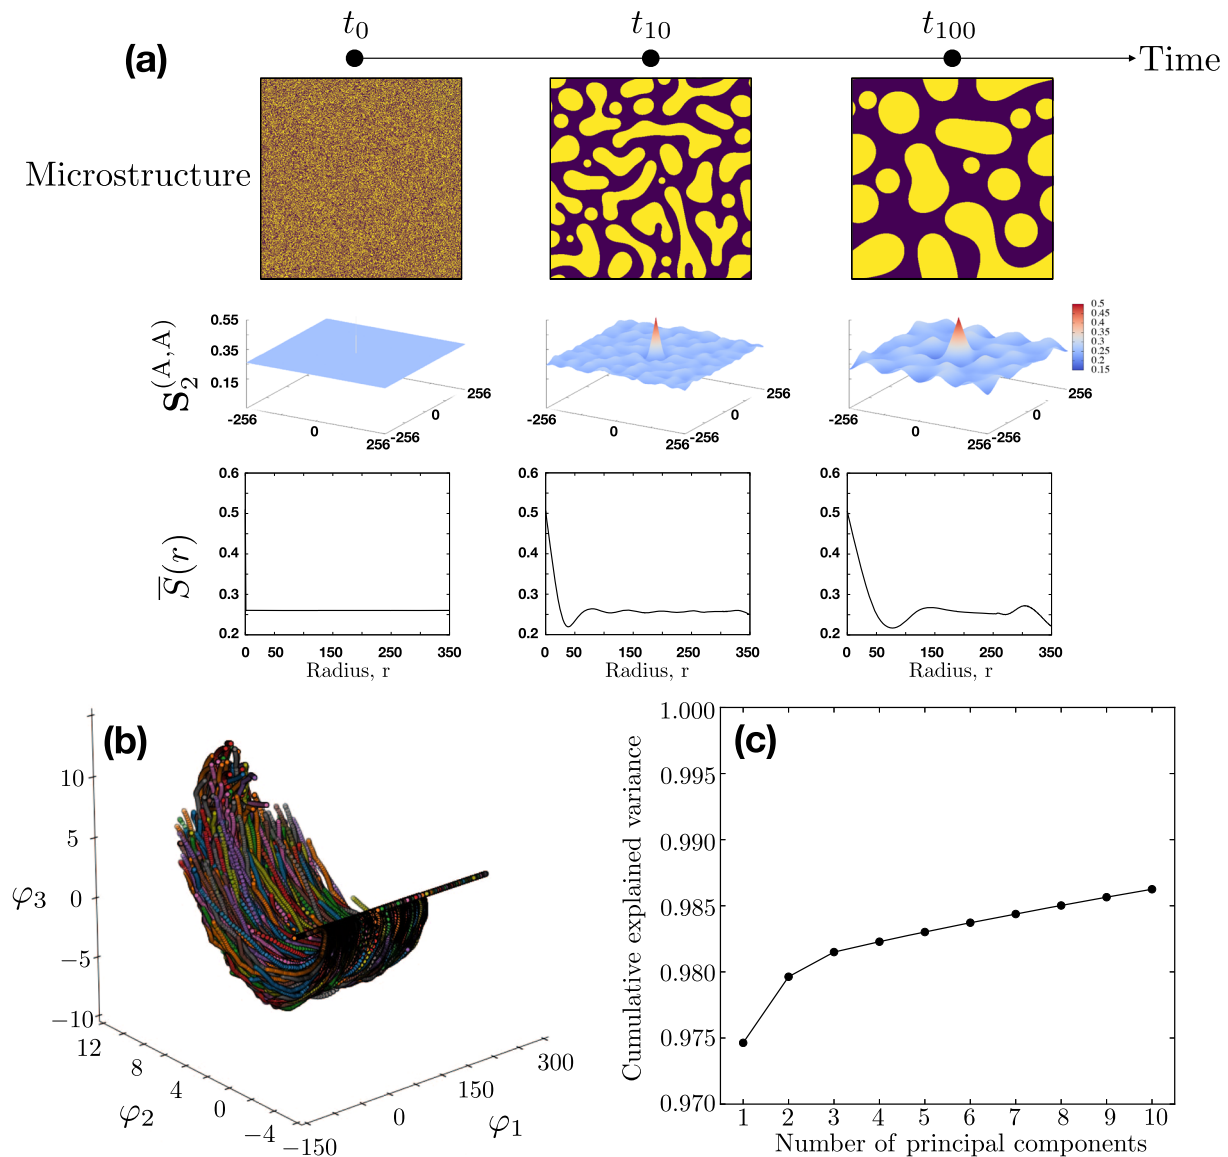 t0 t10 t100
(a) Time
Microstructure
S2(A,A)
0.55
0.35
0.15
-256 0 256 -256 0 256
-256 0 256 -256 0 256
-256 0 256 -256 0 256
0.5
0.45
0.4
0.35
0.3
0.25
0.2
0.15
S̅(r)
0.6 0.6 0.6
0.5 0.5 0.5
0.4 0.4 0.4
0.3 0.3 0.3
0.2 0.2 0.2
0 50 150 250 350 0 50 150 250 350 0 50 150 250 350
Radius, r Radius, r Radius, r
(b)
φ3
10
5
0
−5
−10
12 8 4 0 −4
φ2
−150 0 150 300
φ1
(c)
Cumulative explained variance
1.000
0.995
0.990
0.985
0.980
0.975
0.970
1 2 3 4 5 6 7 8 9 10
Number of principal components